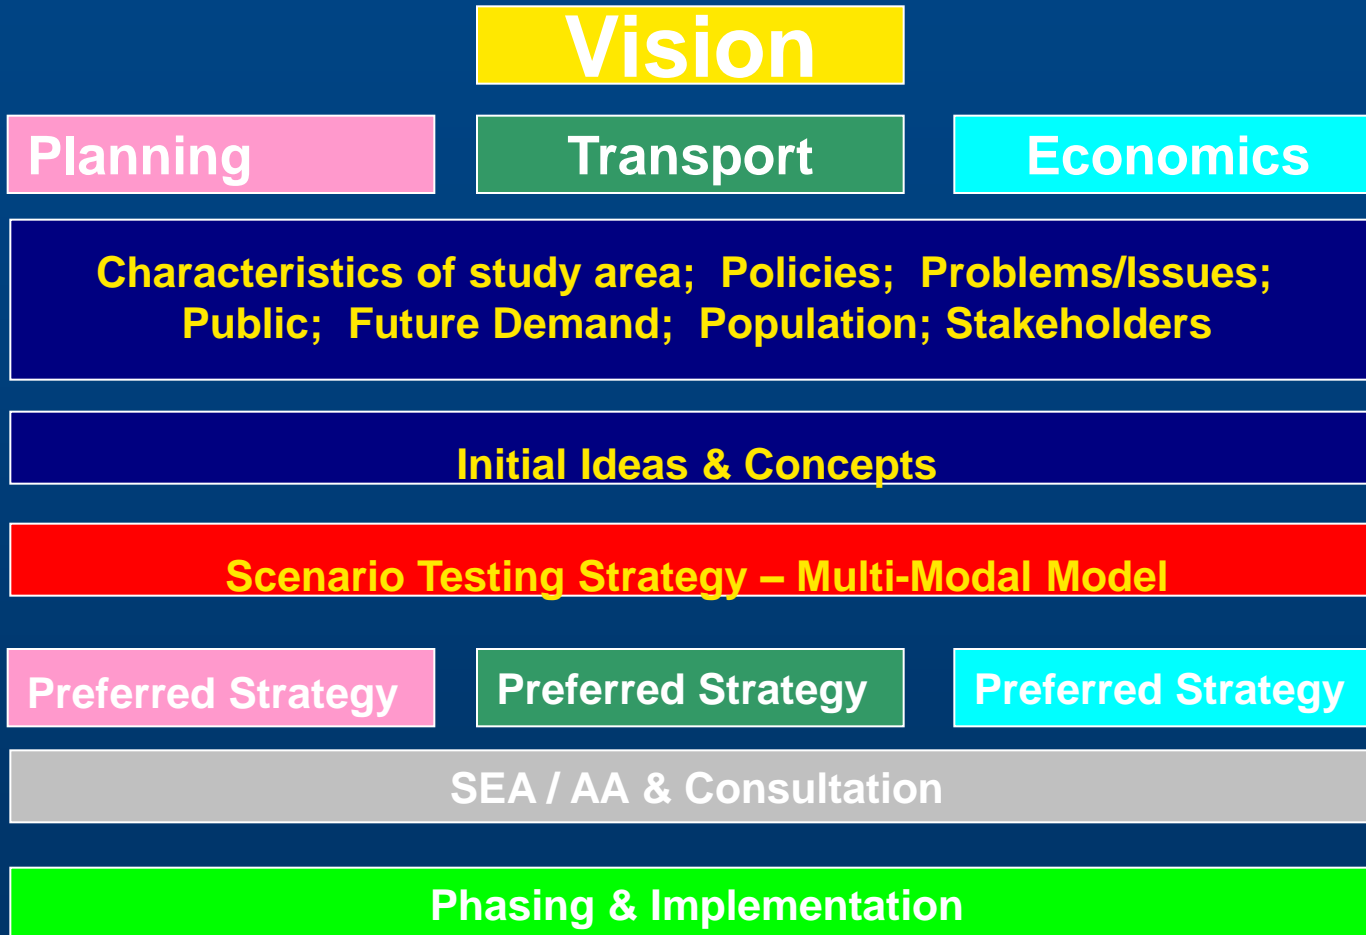 Vision
Planning
Transport
Economics
Characteristics of study area; Policies; Problems/Issues;
Public; Future Demand; Population; Stakeholders
Initial Ideas & Concepts
Scenario Testing Strategy – Multi-Modal Model
Preferred Strategy
Preferred Strategy
Preferred Strategy
SEA / AA & Consultation
Phasing & Implementation